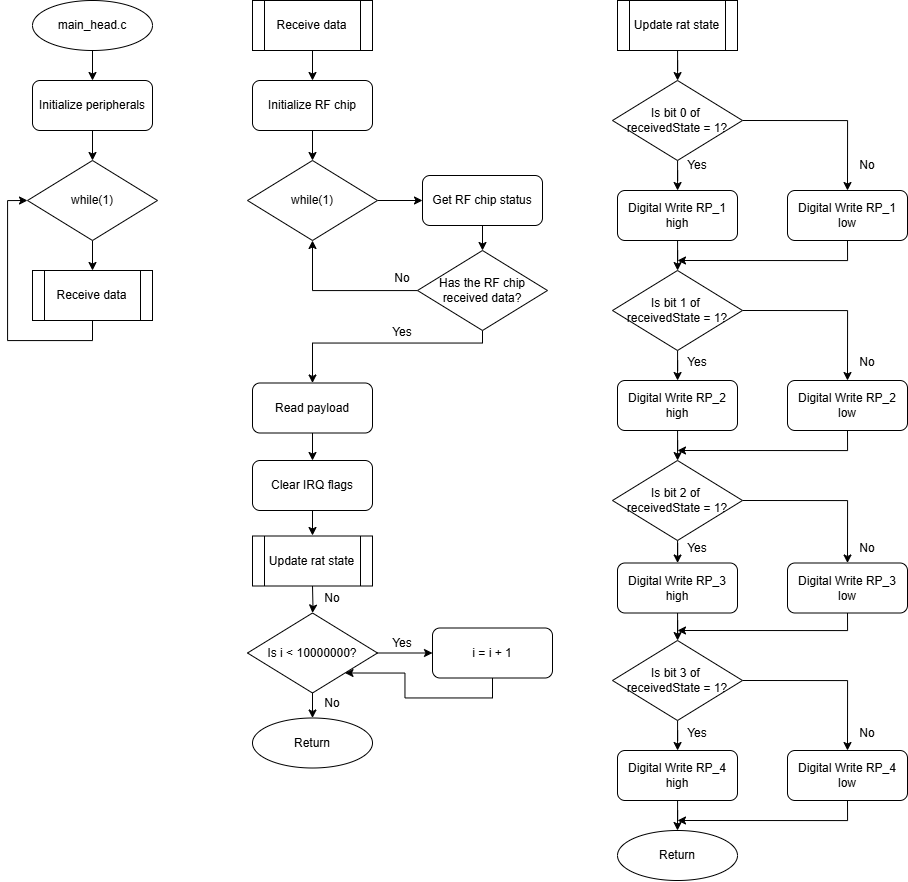 main_head.c
Initialize peripherals
while(1)
Receive data
Receive data
Initialize RF chip
while(1)
Get RF chip status
Has the RF chip
received data?
No
Yes
Read payload
Clear IRQ flags
Update rat state
No
Is i < 10000000?
Yes
i = i + 1
No
Return
Update rat state
Is bit 0 of
receivedState = 1?
Yes
No
Digital Write RP_1
high
Digital Write RP_1
low
Is bit 1 of
receivedState = 1?
Yes
No
Digital Write RP_2
high
Digital Write RP_2
low
Is bit 2 of
receivedState = 1?
Yes
No
Digital Write RP_3
high
Digital Write RP_3
low
Is bit 3 of
receivedState = 1?
Yes
No
Digital Write RP_4
high
Digital Write RP_4
low
Return